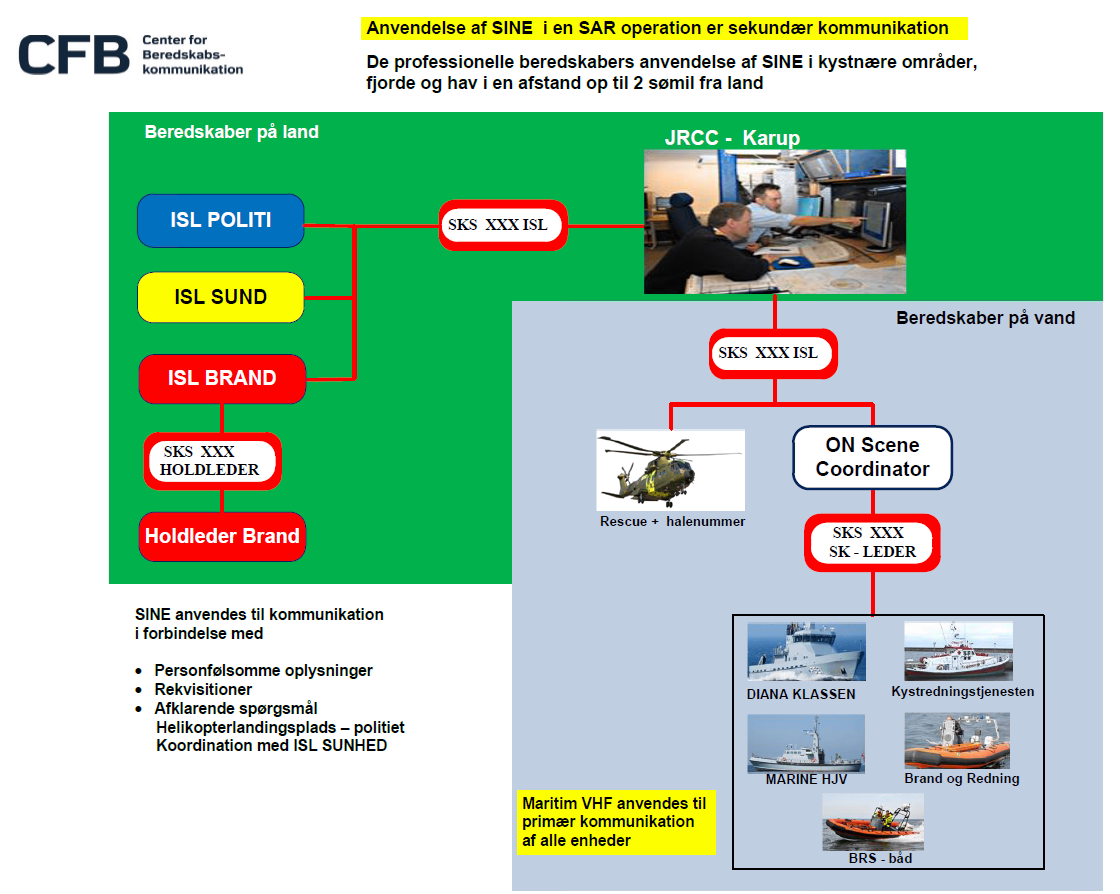 CFB
Center for
Beredskabs-
kommunikation
Anvendelse af SINE i en SAR operation er sekundær kommunikation
De professionelle beredskabers anvendelse af SINE i kystnære områder,
fjorde og hav i en afstand op til 2 sømil fra land
Beredskaber på land
JRCC - Karup
ISL POLITI
SKS XXX ISL
ISL SUND
ISL BRAND
SKS XXX
HOLDLEDER
Holdleder Brand
Beredskaber på vand
SKS XXX ISL
ON Scene
Coordinator
Rescue + halenummer
SKS XXX
SK - LEDER
SINE anvendes til kommunikation
i forbindelse med
• Personfølsomme oplysninger
• Rekvisitioner
• Afklarende spørgsmål
Helikopterlandingsplads – politiet
Koordination med ISL SUNHED
DIANA KLASSEN
Kystredningstjenesten
MARINE HJV
Brand og Redning
BRS - båd
Maritim VHF anvendes til
primær kommunikation
af alle enheder